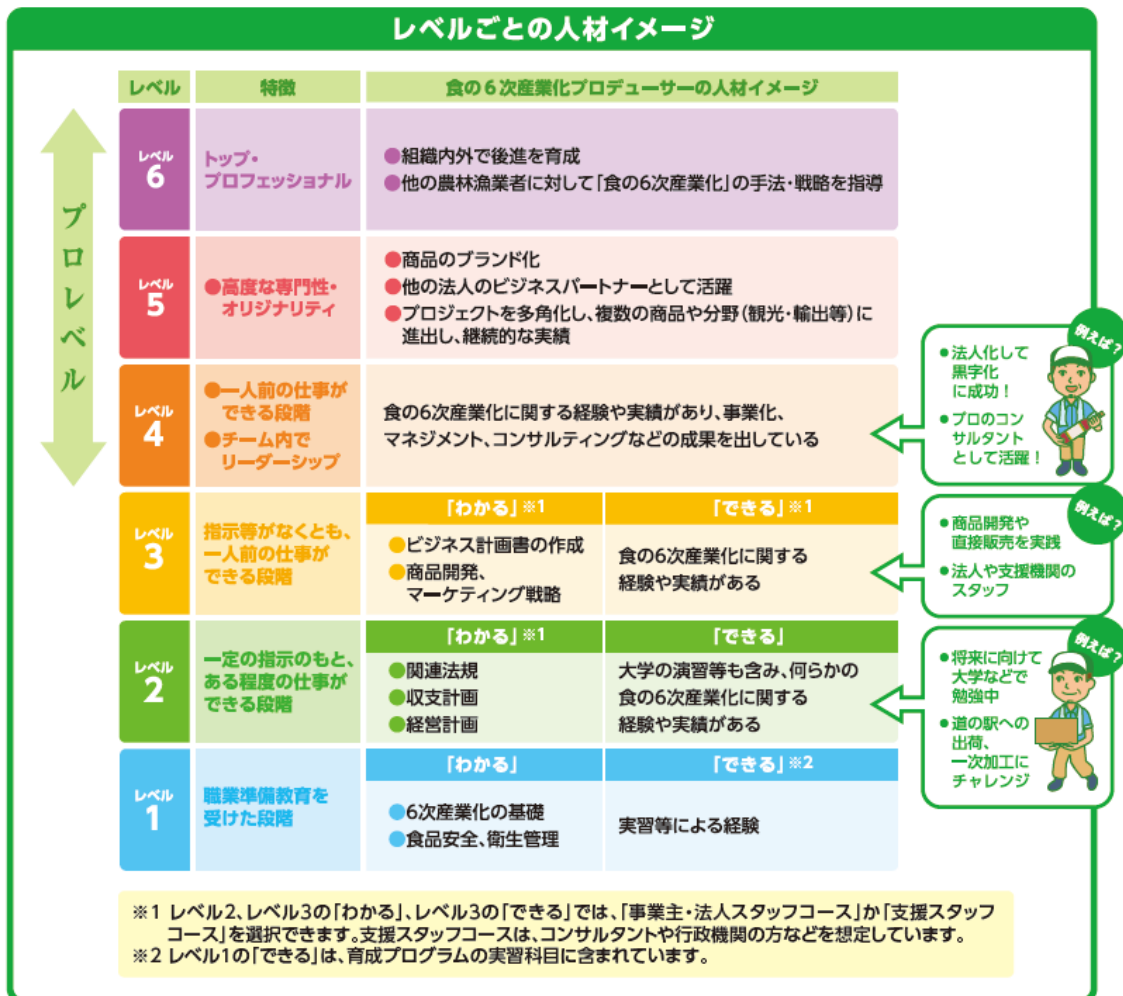 レベルごとの人材イメージ
レベル 特徴 食の6次産業化プロデューサーの人材イメージ
プロレベル
レベル
6
トップ・
プロフェッショナル
●組織内外で後進を育成
●他の農林漁業者に対して「食の6次産業化」の手法・戦略を指導
レベル
5
●高度な専門性・
オリジナリティ
●商品のブランド化
●他の法人のビジネスパートナーとして活躍
●プロジェクトを多角化し、複数の商品や分野(観光・輸出等)に
進出し、継続的な実績
レベル
4
●一人前の仕事が
できる段階
●チーム内で
リーダーシップ
食の6次産業化に関する経験や実績があり、事業化、
マネジメント、コンサルティングなどの成果を出している
例えば?
●法人化して
黒字化
に成功!
●プロのコン
サルタント
として活躍!
レベル
3
指示等がなくとも、
一人前の仕事が
できる段階
「わかる」※1
●ビジネス計画書の作成
●商品開発、
マーケティング戦略
「できる」※1
食の6次産業化に関する
経験や実績がある
例えば?
●商品開発や
直接販売を実践
●法人や支援機関の
スタッフ
レベル
2
一定の指示のもと、
ある程度の仕事が
できる段階
「わかる」※1
●関連法規
●収支計画
●経営計画
「できる」
大学の演習等も含み、何らかの
食の6次産業化に関する
経験や実績がある
例えば?
●将来に向けて
大学などで
勉強中
●道の駅への
出荷、
一次加工に
チャレンジ
レベル
1
職業準備教育を
受けた段階
「わかる」
●6次産業化の基礎
●食品安全、衛生管理
「できる」※2
実習等による経験
※1 レベル2、レベル3の「わかる」、レベル3の「できる」では、「事業主・法人スタッフコース」か「支援スタッフ
コース」を選択できます。支援スタッフコースは、コンサルタントや行政機関の方などを想定しています。
※2 レベル1の「できる」は、育成プログラムの実習科目に含まれています。